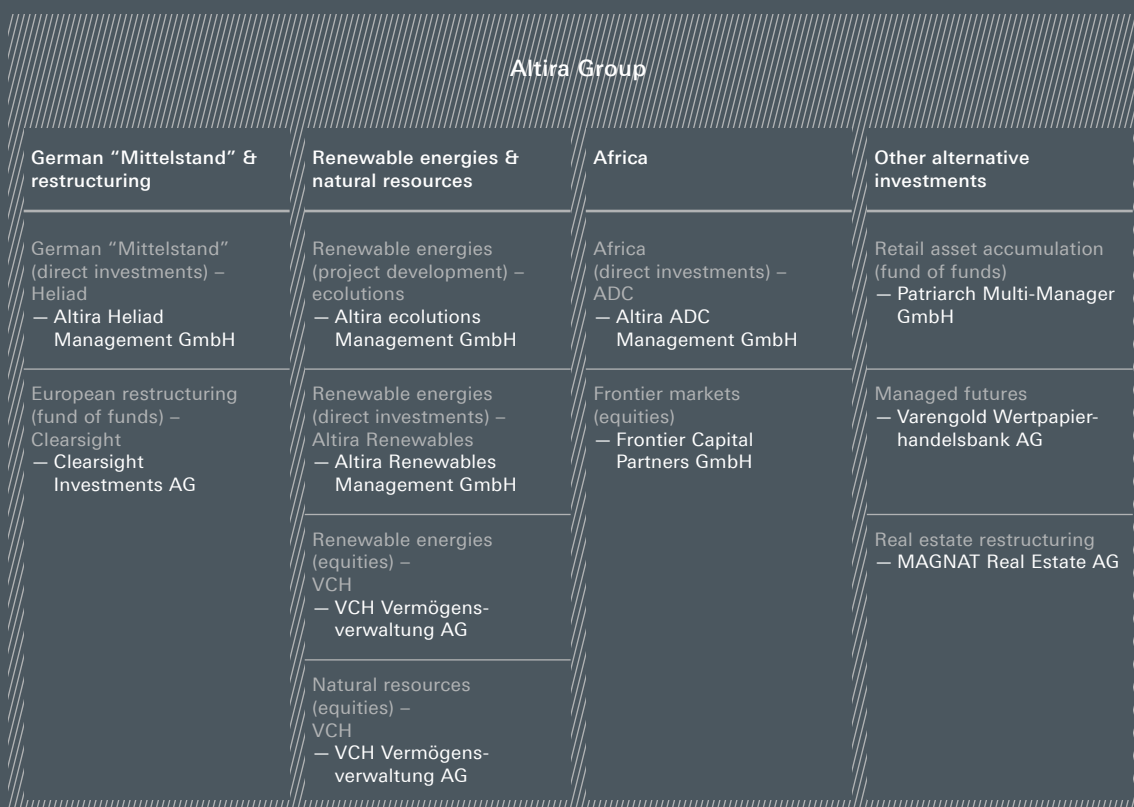 Altira Group
German “Mittelstand” &
restructuring
German “Mittelstand”
(direct investments) –
Heliad
— Altira Heliad
Management GmbH
European restructuring
(fund of funds) –
Clearsight
— Clearsight
Investments AG
Renewable energies &
natural resources
Renewable energies
(project development) –
ecolutions
— Altira ecolutions
Management GmbH
Renewable energies
(direct investments) –
Altira Renewables
— Altira Renewables
Management GmbH
Renewable energies
(equities) –
VCH
— VCH Vermögens-
verwaltung AG
Natural resources
(equities) –
VCH
— VCH Vermögens-
verwaltung AG
Africa
Africa
(direct investments) –
ADC
— Altira ADC
Management GmbH
Frontier markets
(equities)
— Frontier Capital
Partners GmbH
Other alternative
investments
Retail asset accumulation
(fund of funds)
— Patriarch Multi-Manager
GmbH
Managed futures
— Varengold Wertpapier-
handelsbank AG
Real estate restructuring
— MAGNAT Real Estate AG